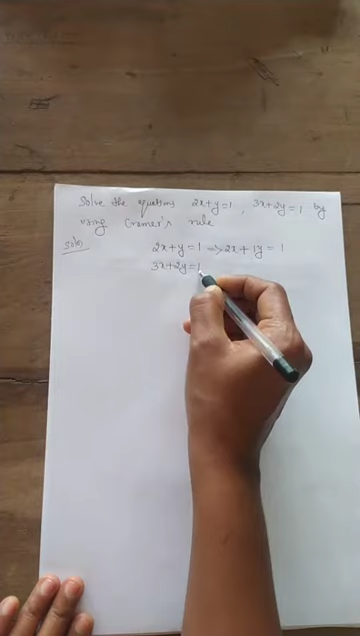 Solve the equations 2x+y=1, 3x+2y=1 by
using Cramer's rule
Soln
2x+y=1 => 2x+1y=1
3x+2y=1